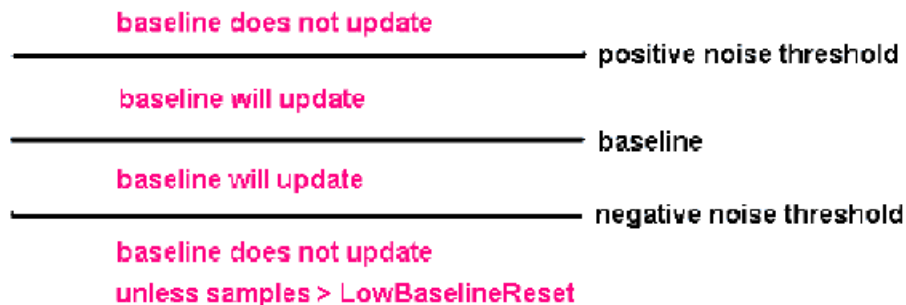 baseline does not update
positive noise threshold
baseline will update
baseline
baseline will update
negative noise threshold
baseline does not update
unless samples > LowBaselineReset